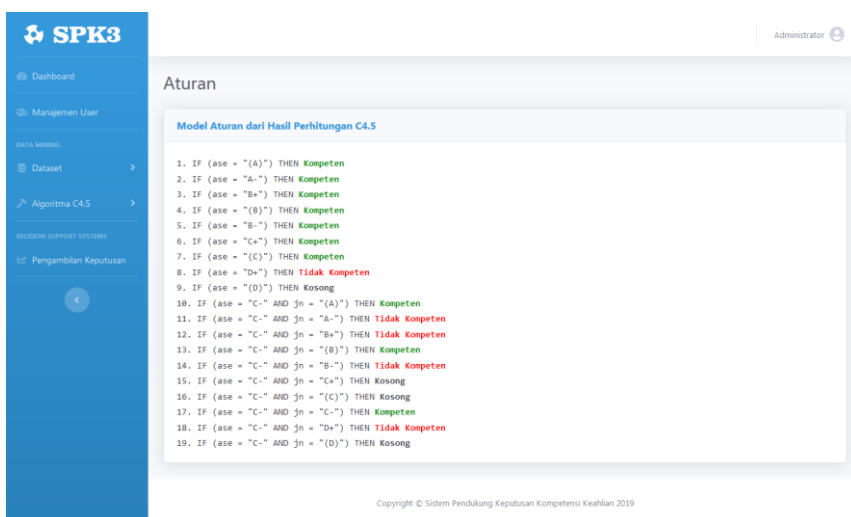 SPK3
Administrator
Dashboard
Manajemen User
DATA MINING
Dataset
Algoritma C4.5
DECISION SUPPORT SYSTEMS
Pengambilan Keputusan
Aturan
Model Aturan dari Hasil Perhitungan C4.5
1. IF (ase = "(A)") THEN Kompeten
2. IF (ase = "A-") THEN Kompeten
3. IF (ase = "B+") THEN Kompeten
4. IF (ase = "(B)") THEN Kompeten
5. IF (ase = "B-") THEN Kompeten
6. IF (ase = "C+") THEN Kompeten
7. IF (ase = "(C)") THEN Kompeten
8. IF (ase = "D+") THEN Tidak Kompeten
9. IF (ase = "(D)") THEN Kosong
10. IF (ase = "C-" AND jn = "(A)") THEN Kompeten
11. IF (ase = "C-" AND jn = "A-") THEN Tidak Kompeten
12. IF (ase = "C-" AND jn = "B+") THEN Tidak Kompeten
13. IF (ase = "C-" AND jn = "(B)") THEN Kompeten
14. IF (ase = "C-" AND jn = "B-") THEN Tidak Kompeten
15. IF (ase = "C-" AND jn = "C+") THEN Kosong
16. IF (ase = "C-" AND jn = "(C)") THEN Kosong
17. IF (ase = "C-" AND jn = "C-") THEN Kompeten
18. IF (ase = "C-" AND jn = "D+") THEN Tidak Kompeten
19. IF (ase = "C-" AND jn = "(D)") THEN Kosong
Copyright © Sistem Pendukung Keputusan Kompetensi Keahlian 2019